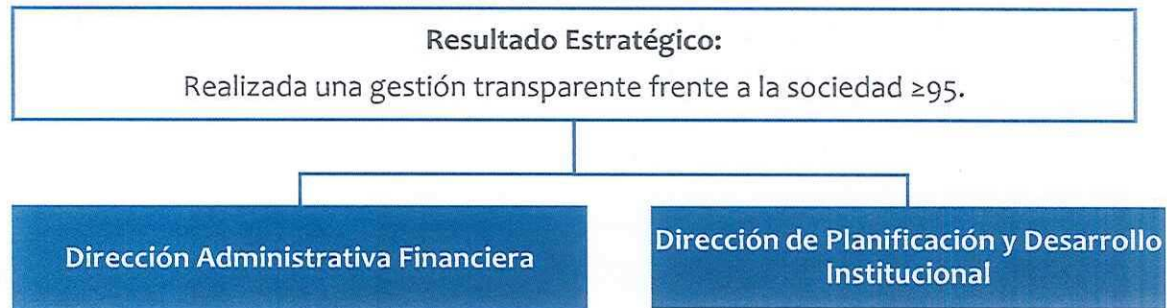 Resultado Estratégico:
Realizada una gestión transparente frente a la sociedad ≥95.
Dirección Administrativa Financiera
Dirección de Planificación y Desarrollo
Institucional